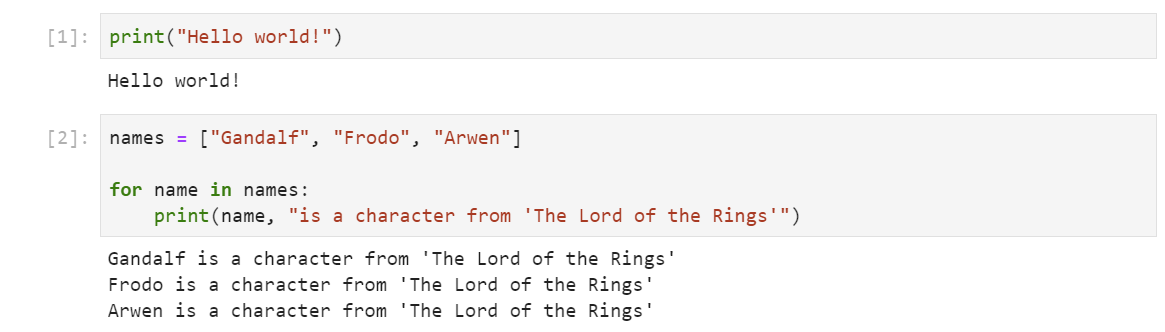 [1]: print("Hello world!")
Hello world!
[2]: names = ["Gandalf", "Frodo", "Arwen"]
for name in names:
    print(name, "is a character from 'The Lord of the Rings'")
Gandalf is a character from 'The Lord of the Rings'
Frodo is a character from 'The Lord of the Rings'
Arwen is a character from 'The Lord of the Rings'